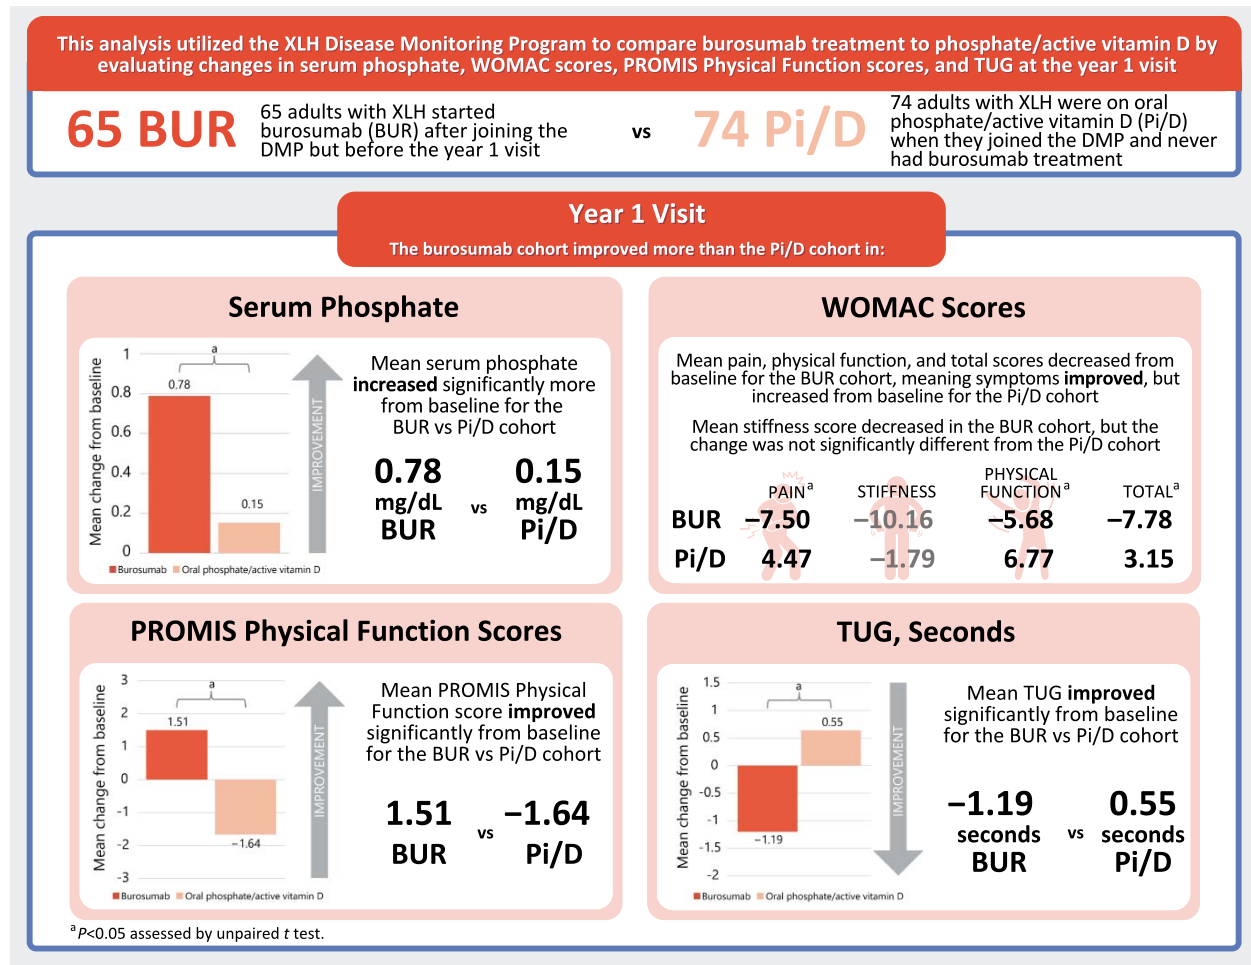 This analysis utilized the XLH Disease Monitoring Program to compare burosumab treatment to phosphate/active vitamin D by
evaluating changes in serum phosphate, WOMAC scores, PROMIS Physical Function scores, and TUG at the year 1 visit
65 BUR
65 adults with XLH started
burosumab (BUR) after joining the
DMP but before the year 1 visit
vs
74 Pi/D
74 adults with XLH were on oral
phosphate/active vitamin D (Pi/D)
when they joined the DMP and never
had burosumab treatment
Year 1 Visit
The burosumab cohort improved more than the Pi/D cohort in:
Serum Phosphate
Mean change from baseline
1
0.8
0.6
0.4
0.2
0
a
0.78
0.15
IMPROVEMENT
Burosumab Oral phosphate/active vitamin D
Mean serum phosphate
increased significantly more
from baseline for the
BUR vs Pi/D cohort
0.78
mg/dL
BUR
vs
0.15
mg/dL
Pi/D
WOMAC Scores
Mean pain, physical function, and total scores decreased from
baseline for the BUR cohort, meaning symptoms improved, but
increased from baseline for the Pi/D cohort
Mean stiffness score decreased in the BUR cohort, but the
change was not significantly different from the Pi/D cohort
PAINa STIFFNESS PHYSICAL FUNCTIONa TOTALa
BUR –7.50 –10.16 –5.68 –7.78
Pi/D 4.47 –1.79 6.77 3.15
PROMIS Physical Function Scores
Mean change from baseline
3
2
1
0
-1
-2
-3
a
1.51
−1.64
IMPROVEMENT
Burosumab Oral phosphate/active vitamin D
Mean PROMIS Physical
Function score improved
significantly from baseline
for the BUR vs Pi/D cohort
1.51
BUR
vs
–1.64
Pi/D
TUG, Seconds
Mean change from baseline
1.5
1
0.5
0
-0.5
-1
-1.5
-2
a
0.55
−1.19
IMPROVEMENT
Burosumab Oral phosphate/active vitamin D
Mean TUG improved
significantly from baseline
for the BUR vs Pi/D cohort
–1.19
seconds
BUR
vs
0.55
seconds
Pi/D
a P<0.05 assessed by unpaired t test.